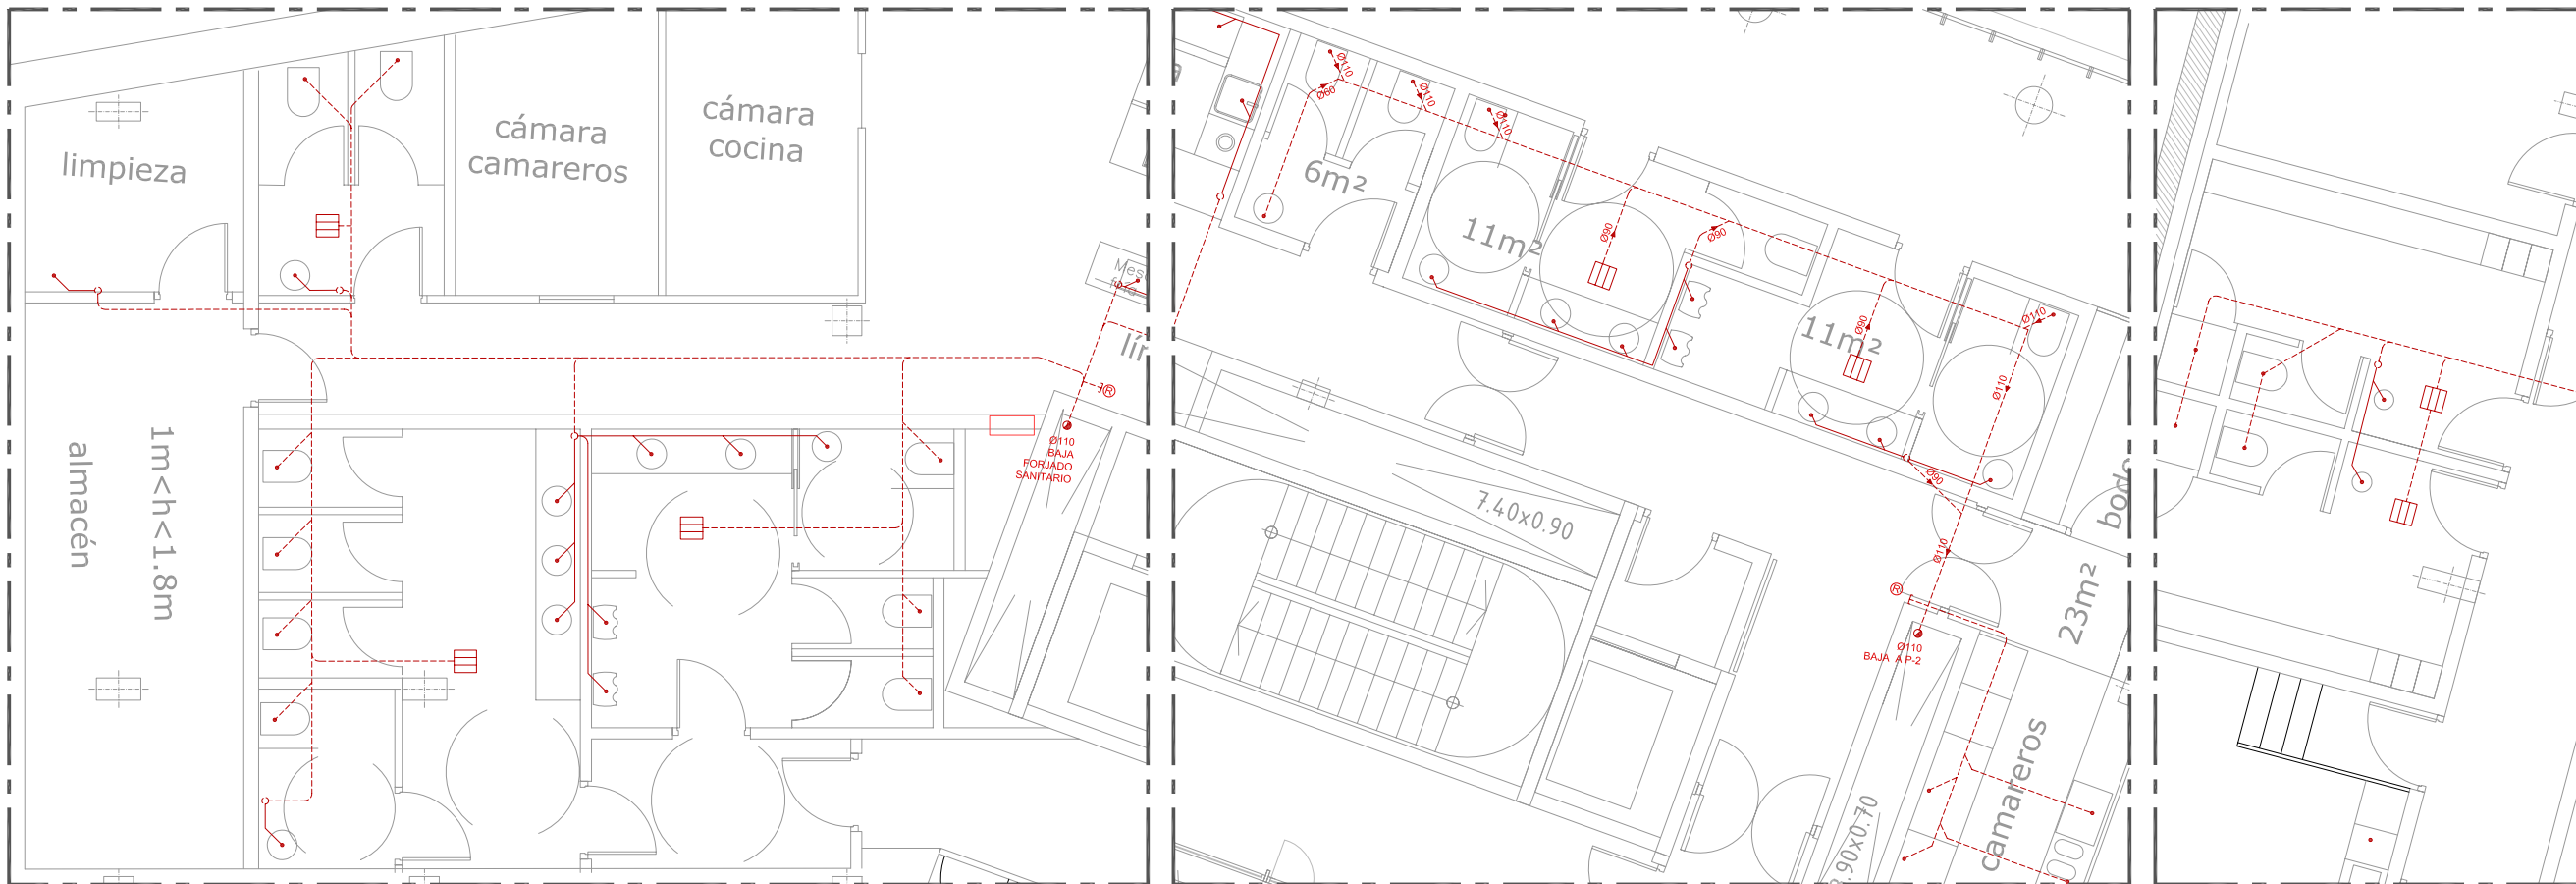 limpieza
cámara
camareros
cámara
cocina
almacén
1m<h<1.8m
Ø110
BAJA
FORJADO
SANITARIO
R
Ø110
Ø60
Ø110
Ø110
6m²
11m²
Ø90
Ø90
11m²
Ø90
Ø110
Ø110
Ø90
Ø110
7.40x0.90
R
Ø110
BAJA A P-2
23m²
camareros